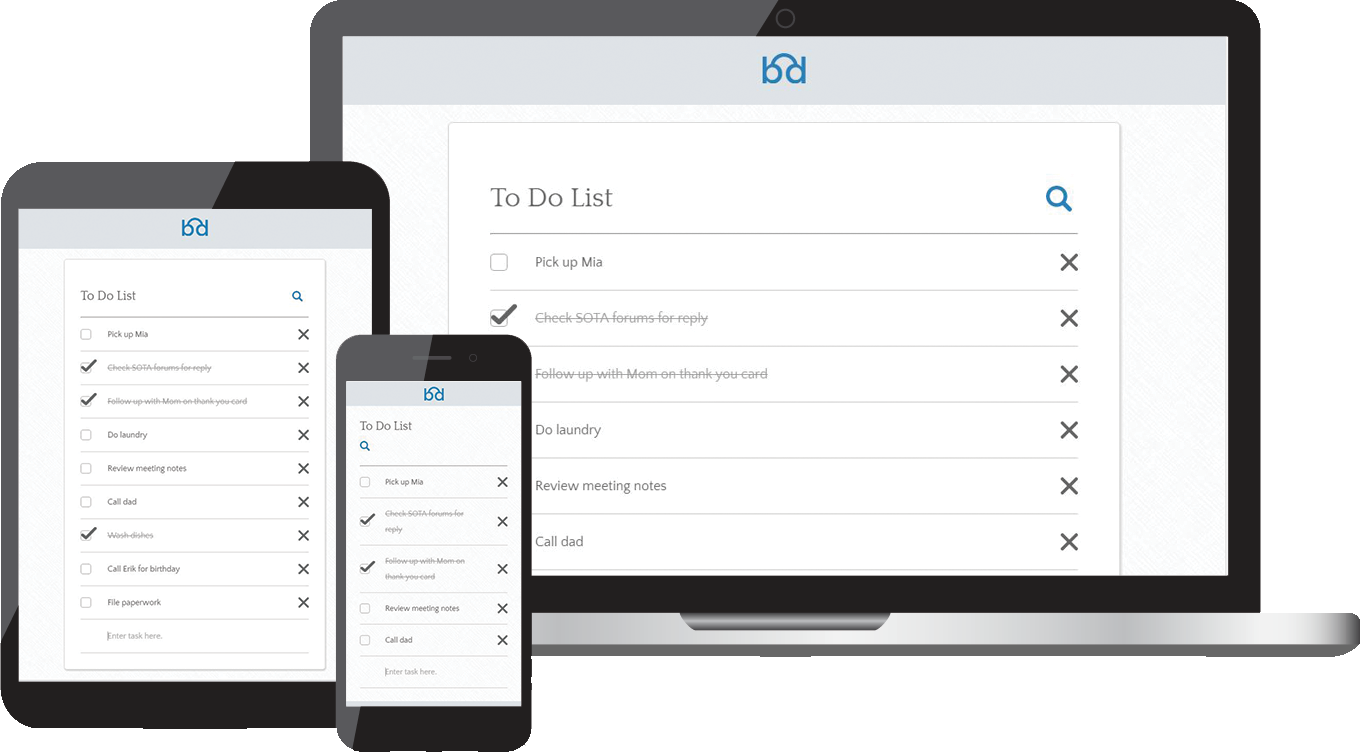 bd
To Do List
Pick up Mia
Check SOTA forums for reply
Follow up with Mom on thank you card
Do laundry
Review meeting notes
Call dad
bd
To Do List
Pick up Mia
Check SOTA forums for reply
Follow up with Mom on thank you card
Do laundry
Review meeting notes
Call dad
Wash dishes
Call Erik for birthday
File paperwork
Enter task here.
bd
To Do List
Pick up Mia
Check SOTA forums for
reply
Follow up with Mom on
thank you card
Review meeting notes
Call dad
Enter task here.